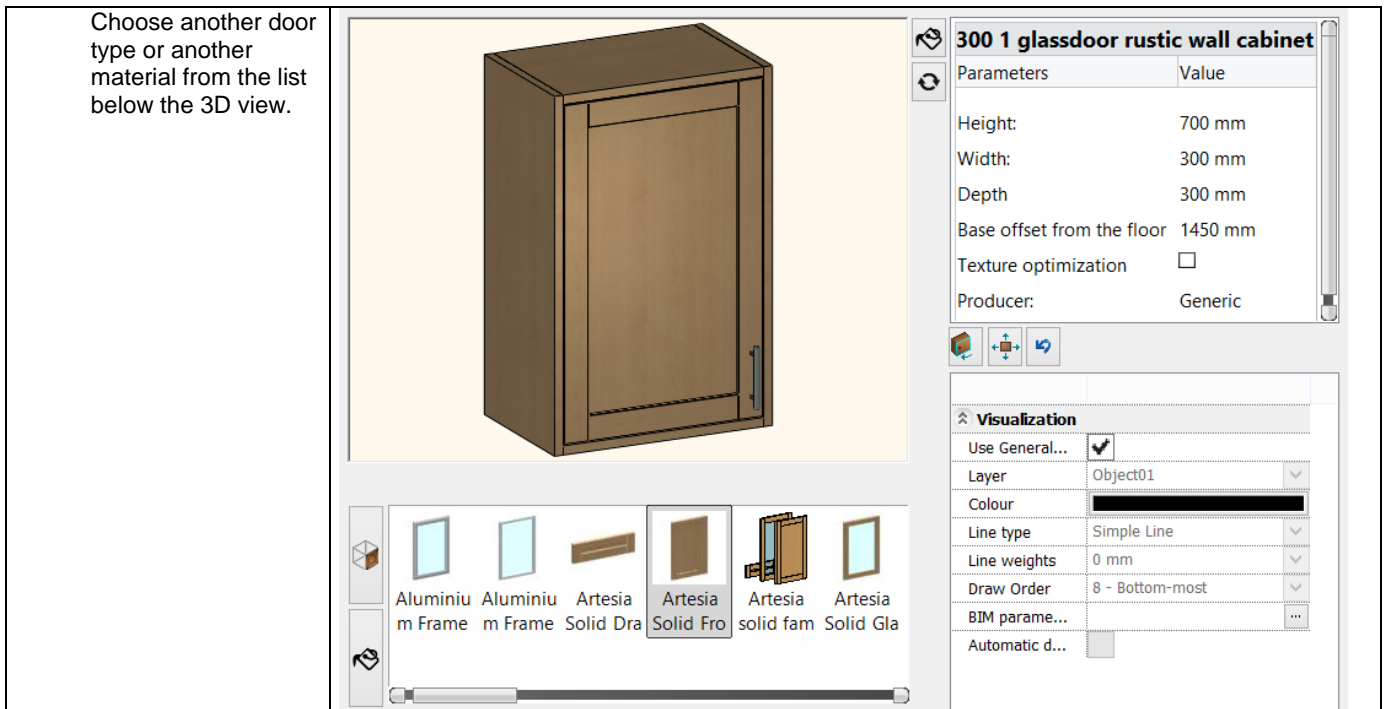 Choose another door
type or another
material from the list
below the 3D view.
300 1 glassdoor rustic wall cabinet
Parameters Value
Height: 700 mm
Width: 300 mm
Depth 300 mm
Base offset from the floor 1450 mm
Texture optimization
Producer: Generic
Visualization
Use General...
Layer Object01
Colour
Line type Simple Line
Line weights 0 mm
Draw Order 8 - Bottom-most
BIM parame... ...
Automatic d...
Aluminiu Aluminiu Artesia Artesia Artesia Artesia
m Frame m Frame Solid Dra Solid Fro solid fam Solid Gla